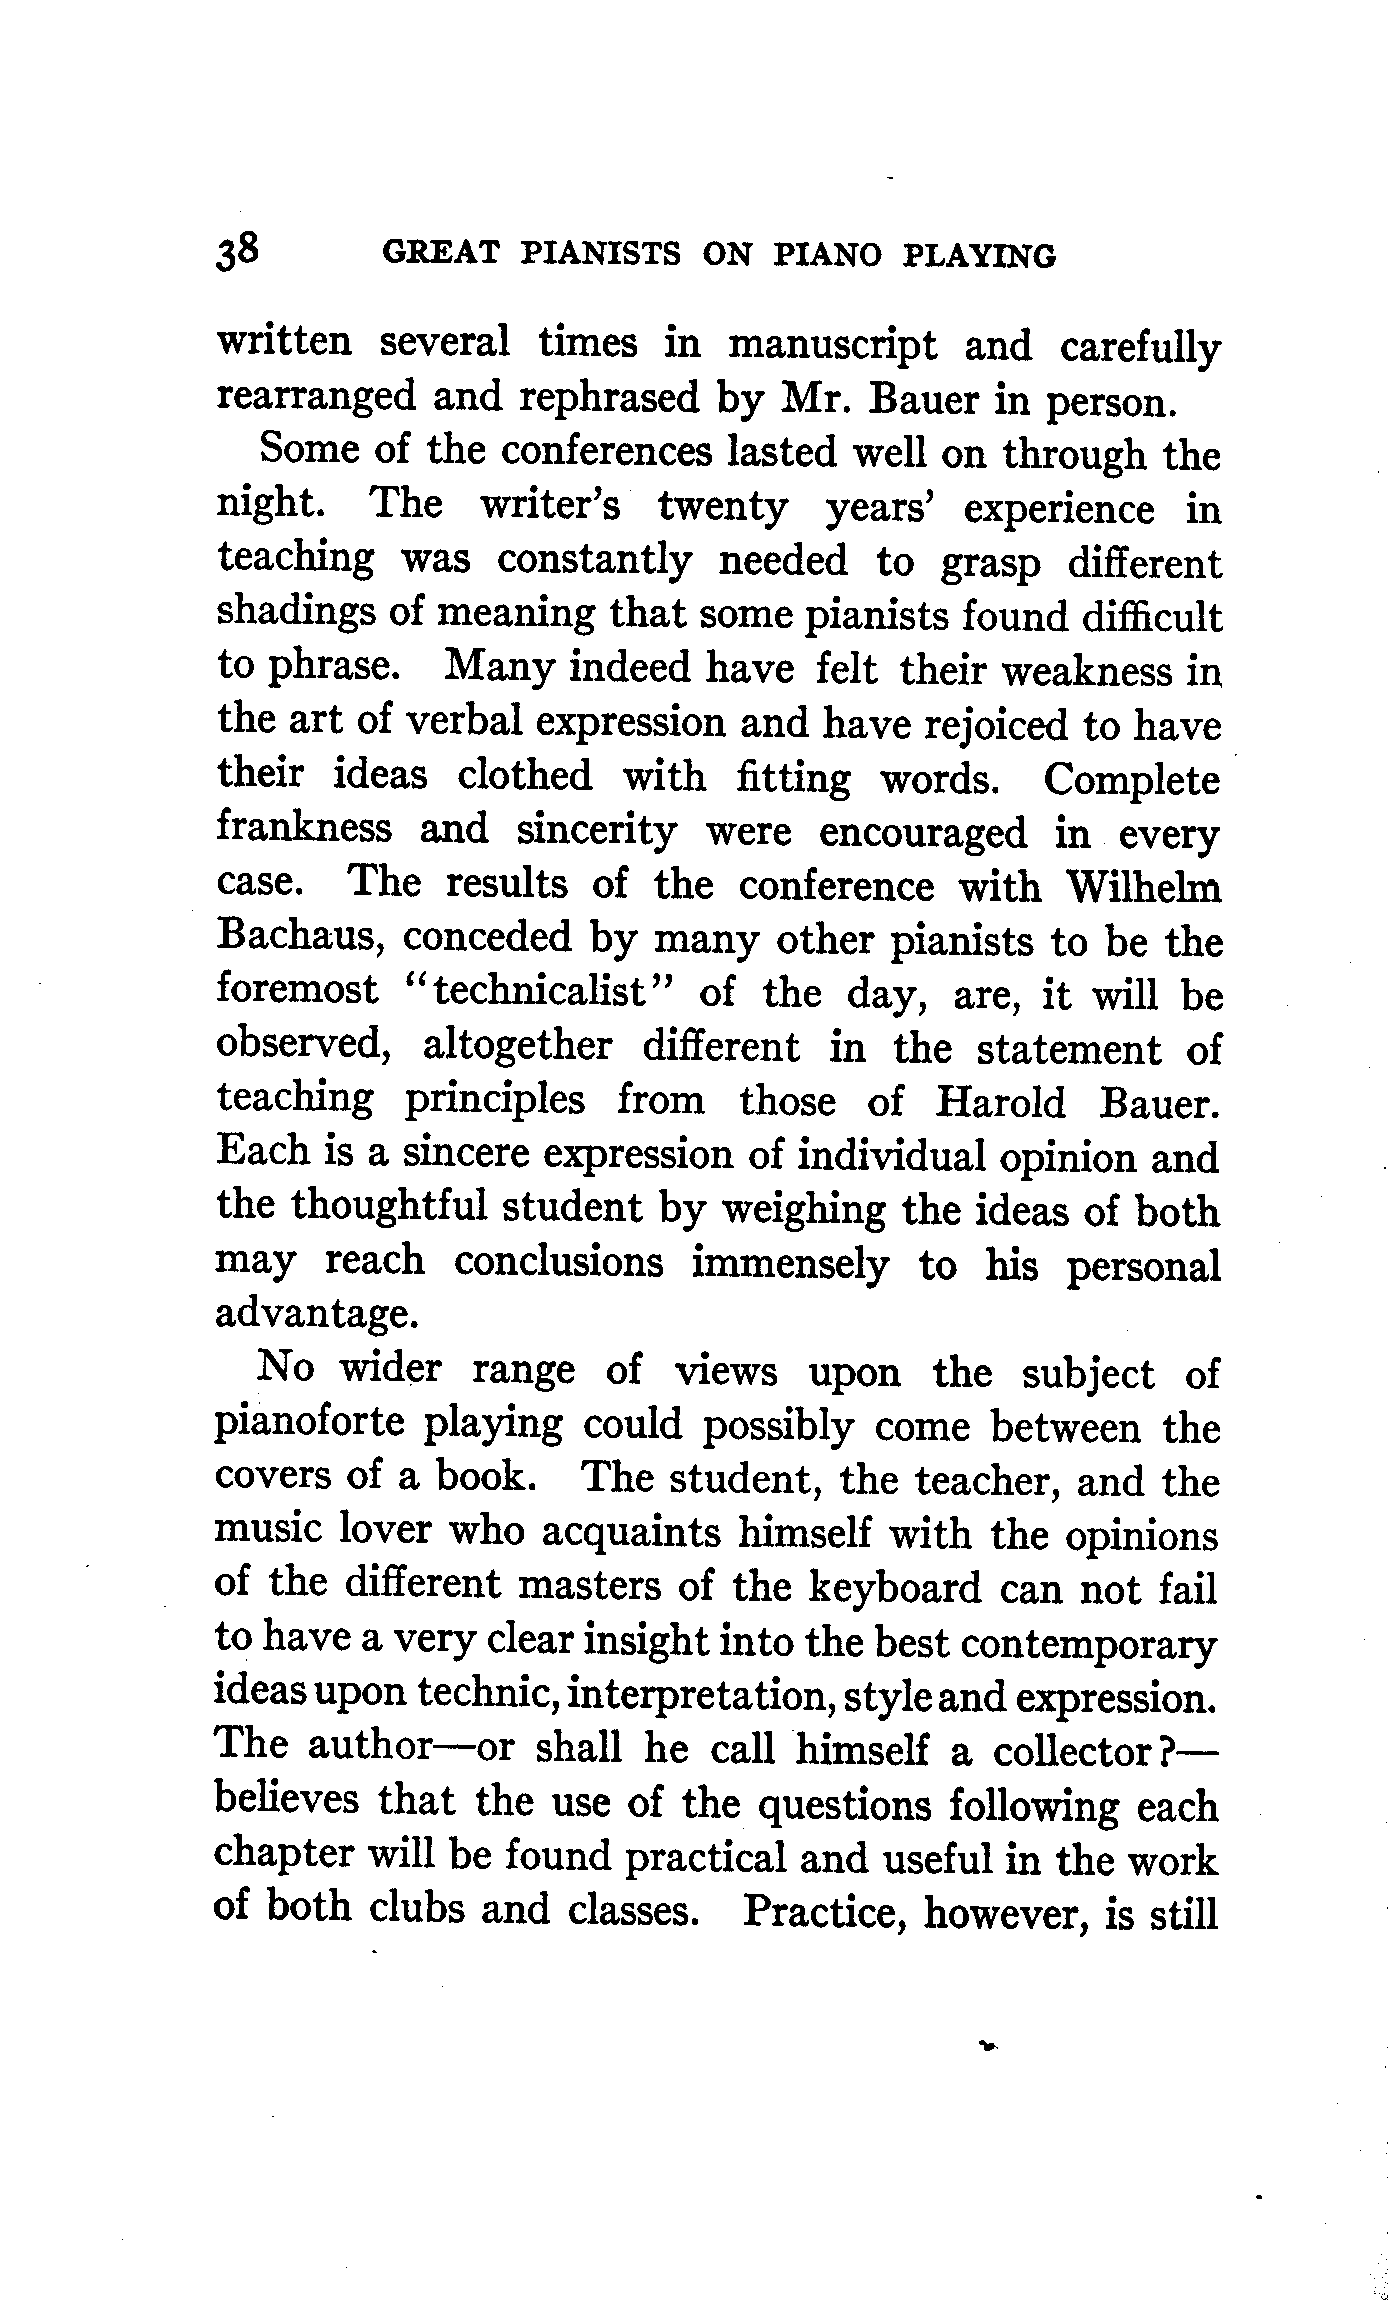 38 GREAT PIANISTS ON PIANO PLAYING
written several times in manuscript and carefully
rearranged and rephrased by Mr. Bauer in person.
Some of the conferences lasted well on through the
night. The writer's twenty years' experience in
teaching was constantly needed to grasp different
shadings of meaning that some pianists found difficult
to phrase. Many indeed have felt their weakness in
the art of verbal expression and have rejoiced to have
their ideas clothed with fitting words. Complete
frankness and sincerity were encouraged in every
case. The results of the conference with Wilhelm
Bachaus, conceded by many other pianists to be the
foremost "technicalist" of the day, are, it will be
observed, altogether different in the statement of
teaching principles from those of Harold Bauer.
Each is a sincere expression of individual opinion and
the thoughtful student by weighing the ideas of both
may reach conclusions immensely to his personal
advantage.
No wider range of views upon the subject of
pianoforte playing could possibly come between the
covers of a book. The student, the teacher, and the
music lover who acquaints himself with the opinions
of the different masters of the keyboard can not fail
to have a very clear insight into the best contemporary
ideas upon technic, interpretation, style and expression.
The author—or shall he call himself a collector?—
believes that the use of the questions following each
chapter will be found practical and useful in the work
of both clubs and classes. Practice, however, is still